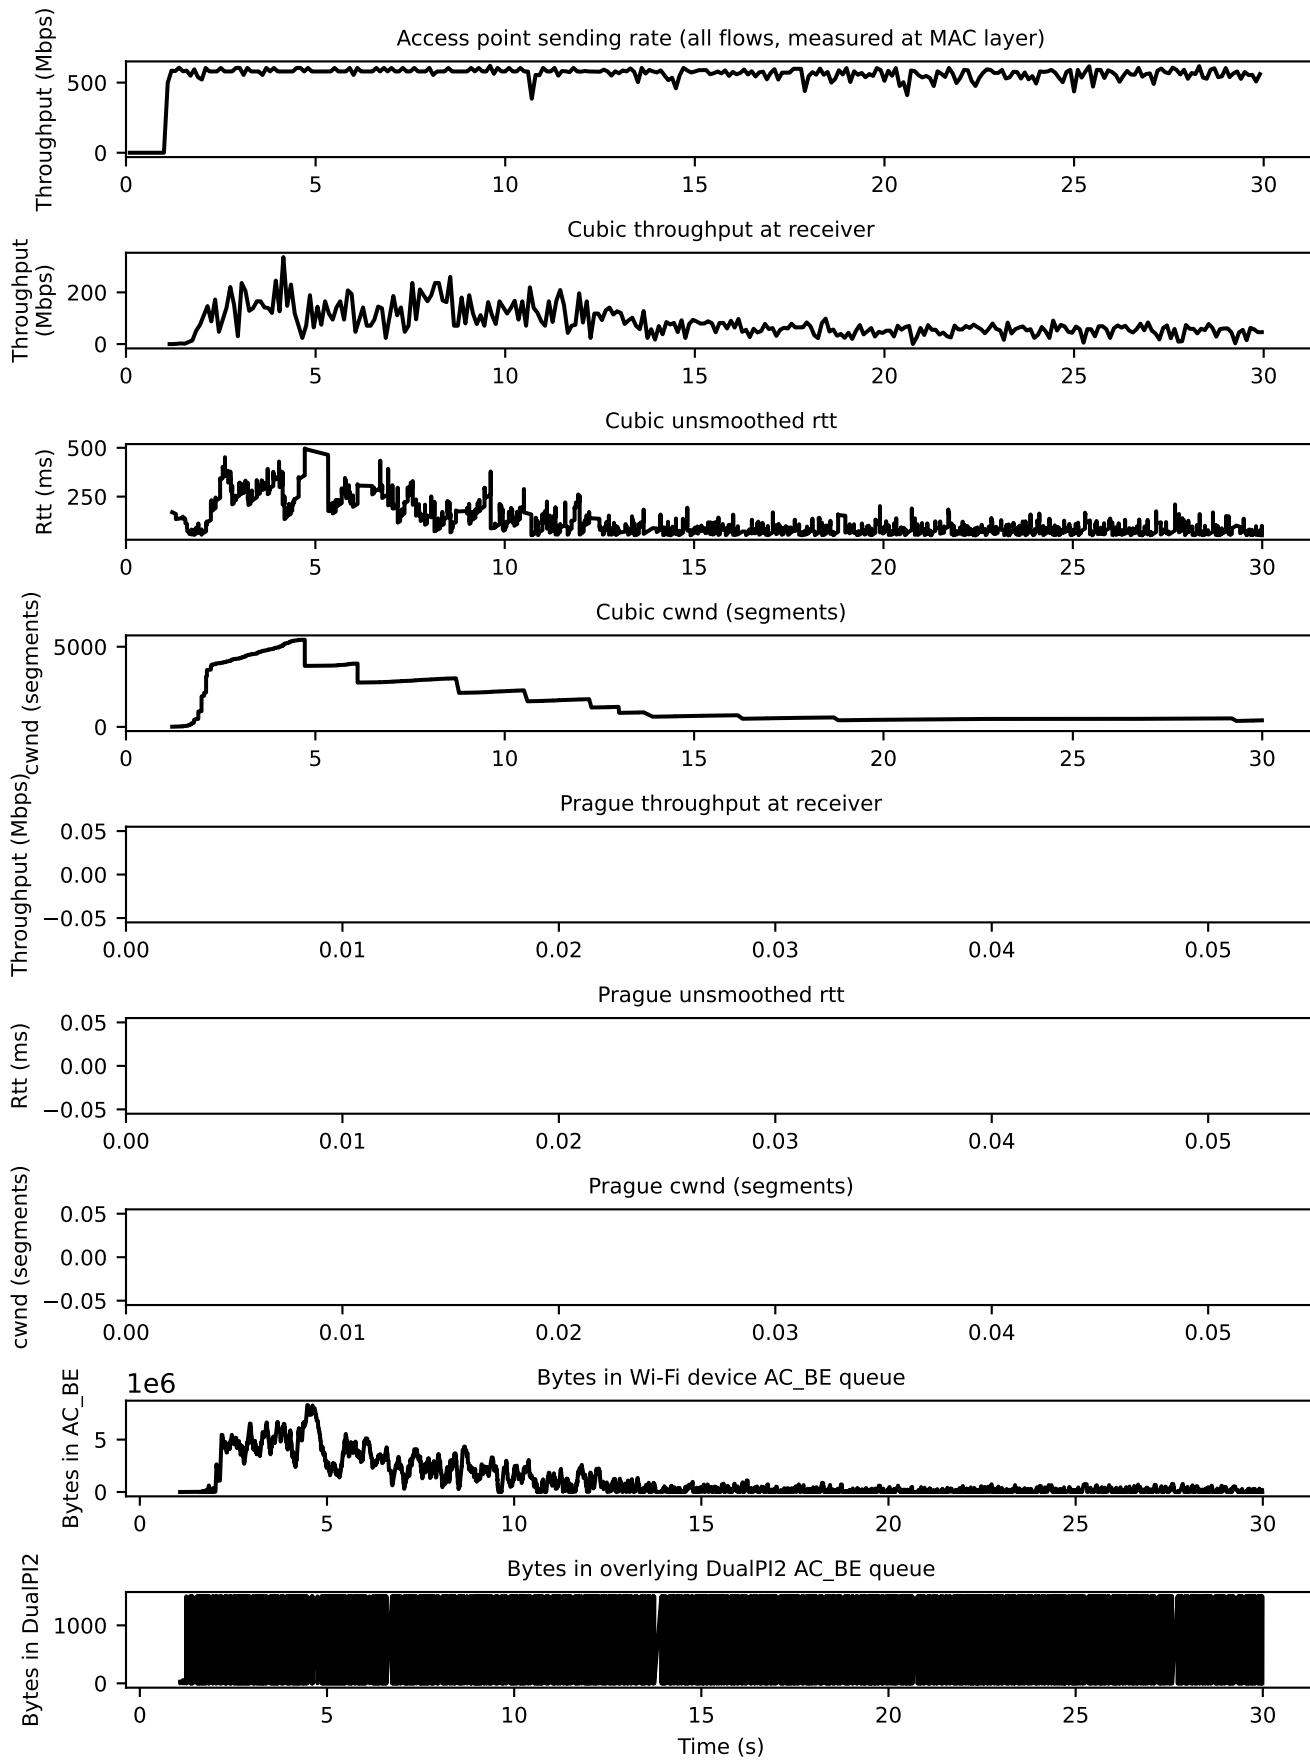 Access point sending rate (all flows, measured at MAC layer)
Throughput (Mbps)
500
0
0 5 10 15 20 25 30
Cubic throughput at receiver
Throughput
(Mbps)
200
0
0 5 10 15 20 25 30
Cubic unsmoothed rtt
Rtt (ms)
500
250
0 5 10 15 20 25 30
Cubic cwnd (segments)
cwnd (segments)
5000
0
0 5 10 15 20 25 30
Prague throughput at receiver
Throughput (Mbps)
0.05
0.00
−0.05
0.00 0.01 0.02 0.03 0.04 0.05
Prague unsmoothed rtt
Rtt (ms)
0.05
0.00
−0.05
0.00 0.01 0.02 0.03 0.04 0.05
Prague cwnd (segments)
cwnd (segments)
0.05
0.00
−0.05
0.00 0.01 0.02 0.03 0.04 0.05
Bytes in Wi-Fi device AC_BE queue
1e6
Bytes in AC_BE
5
0
0 5 10 15 20 25 30
Bytes in overlying DualPI2 AC_BE queue
Bytes in DualPI2
1000
0
0 5 10 15 20 25 30
Time (s)